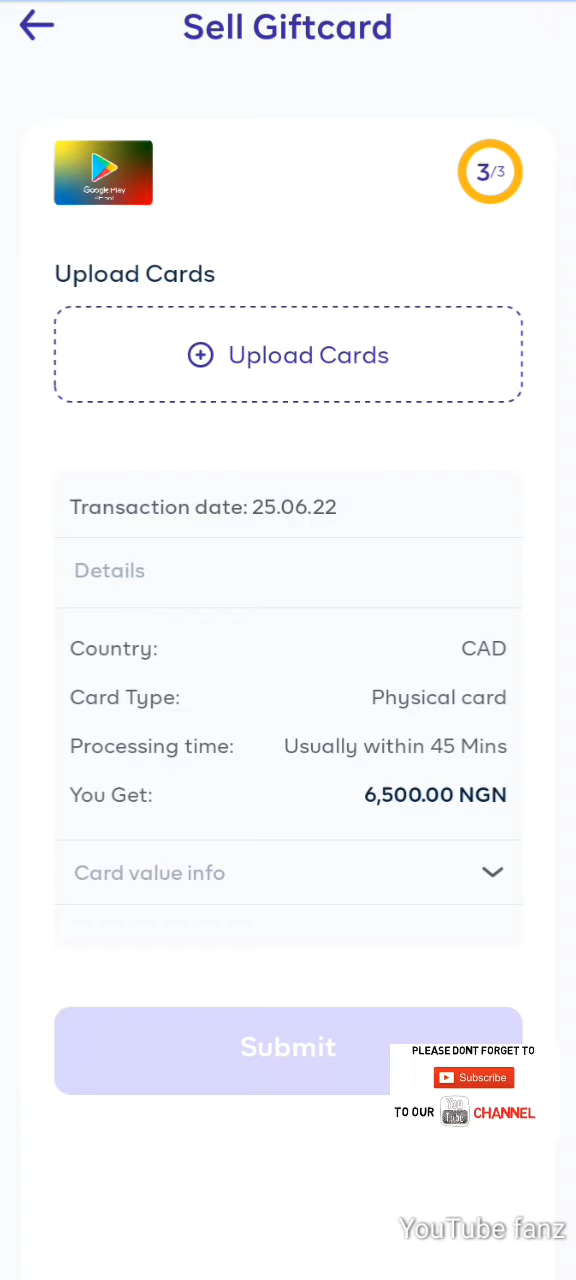 Sell Giftcard
Google Play
3/3
Upload Cards
Upload Cards
Transaction date: 25.06.22
Details
Country: CAD
Card Type: Physical card
Processing time: Usually within 45 Mins
You Get: 6,500.00 NGN
Card value info
Submit
PLEASE DONT FORGET TO
Subscribe
TO OUR You Tube CHANNEL
YouTube fanz